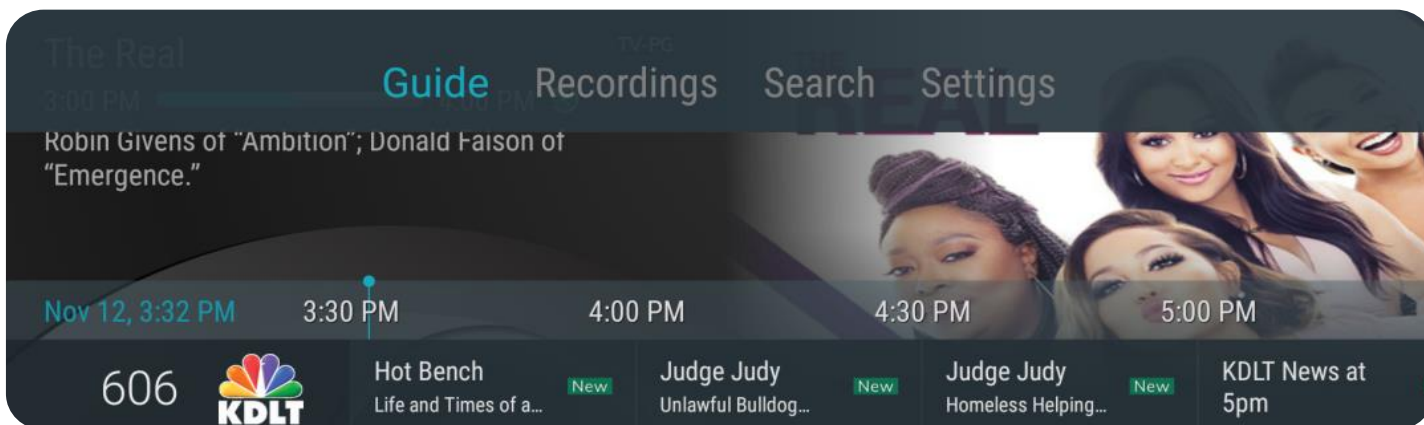 The Real
TV-PG
Guide Recordings Search Settings
3:00 PM 4:00 PM
REAL
Robin Givens of “Ambition”; Donald Faison of
“Emergence.”
Nov 12, 3:32 PM 3:30 PM 4:00 PM 4:30 PM 5:00 PM
606 KDLT
Hot Bench New
Life and Times of a...
Judge Judy New
Unlawful Bulldog...
Judge Judy New
Homeless Helping...
KDLT News at
5pm